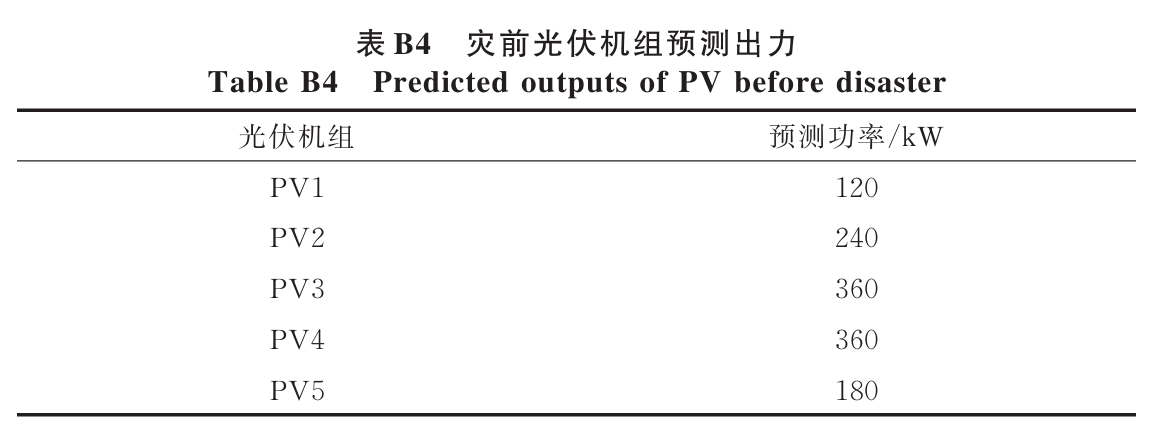 表 B4 灾前光伏机组预测出力
Table B4 Predicted outputs of PV before disaster
光伏机组 预测功率/kW
PV1 120
PV2 240
PV3 360
PV4 360
PV5 180